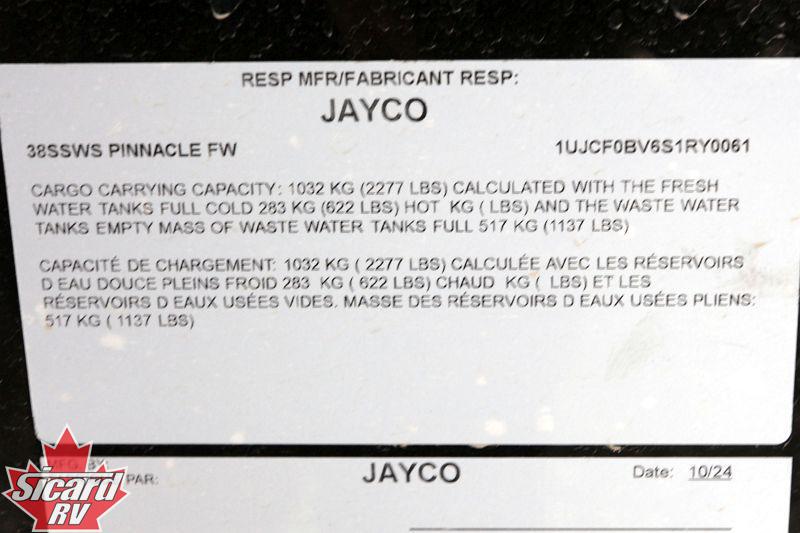 RESP MFR/FABRICANT RESP:
JAYCO
38SSWS PINNACLE FW 1UJCF0BV6S1RY0061
CARGO CARRYING CAPACITY: 1032 KG (2277 LBS) CALCULATED WITH THE FRESH
WATER TANKS FULL COLD 283 KG (622 LBS) HOT KG ( LBS) AND THE WASTE WATER
TANKS EMPTY MASS OF WASTE WATER TANKS FULL 517 KG (1137 LBS)
CAPACITÉ DE CHARGEMENT: 1032 KG ( 2277 LBS) CALCULÉE AVEC LES RÉSERVOIRS
D EAU DOUCE PLEINS FROID 283 KG ( 622 LBS) CHAUD KG ( LBS) ET LES
RÉSERVOIRS D EAUX USÉES VIDES. MASSE DES RÉSERVOIRS D EAUX USÉES PLIENS:
517 KG ( 1137 LBS)
MFG. BY: JAYCO Date: 10/24
PAR:
Sicard
RV